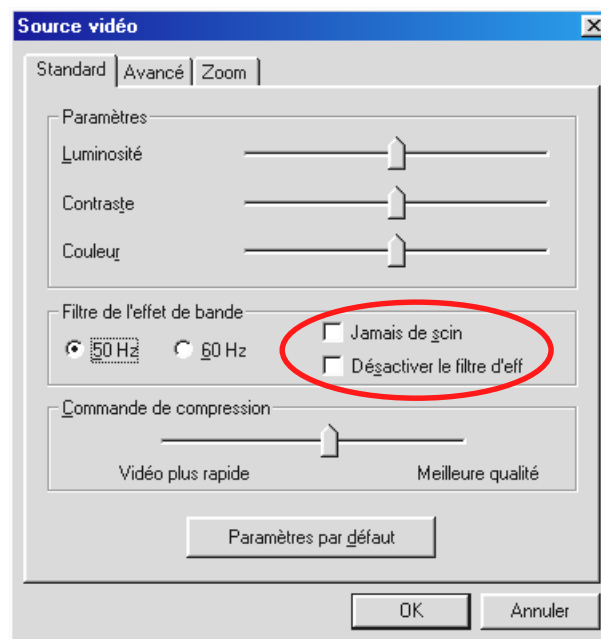 Source vidéo
Standard Avancé Zoom
Paramètres
Luminosité
Contraste
Couleur
Filtre de l'effet de bande
50 Hz 60 Hz Jamais de scin
Désactiver le filtre d'eff
Commande de compression
Vidéo plus rapide Meilleure qualité
Paramètres par défaut
OK Annuler